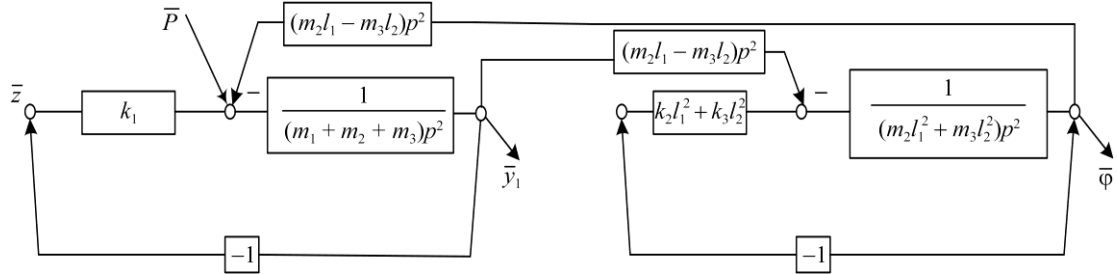 P̅
(m₂l₁ − m₃l₂)p²
(m₂l₁ − m₃l₂)p²
z̅
k₁
−
1
(m₁ + m₂ + m₃)p²
y̅₁
k₂l₁² + k₃l₂²
−
1
(m₂l₁² + m₃l₂²)p²
φ̅
−1
−1